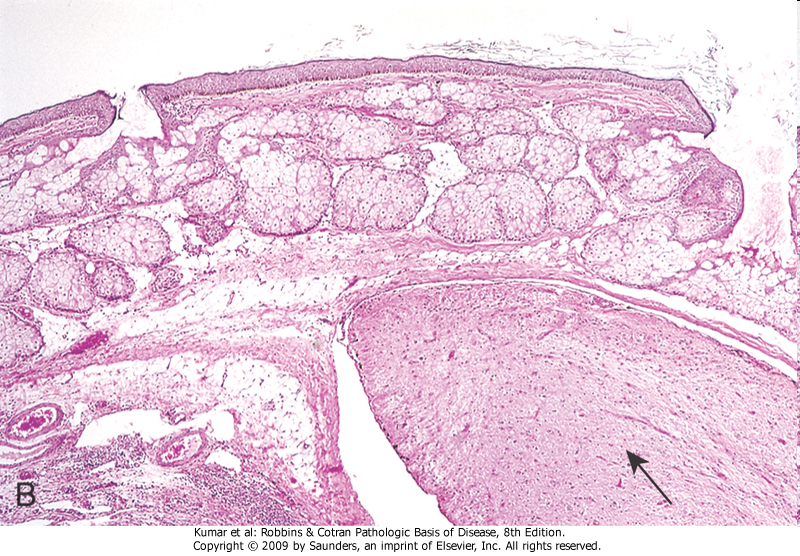 B
Kumar et al: Robbins & Cotran Pathologic Basis of Disease, 8th Edition.
Copyright © 2009 by Saunders, an imprint of Elsevier, Inc. All rights reserved.